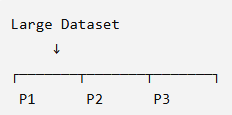 Large Dataset
↓
P1 P2 P3